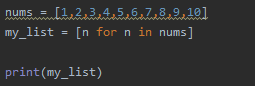 nums = [1,2,3,4,5,6,7,8,9,10]
my_list = [n for n in nums]
print(my_list)